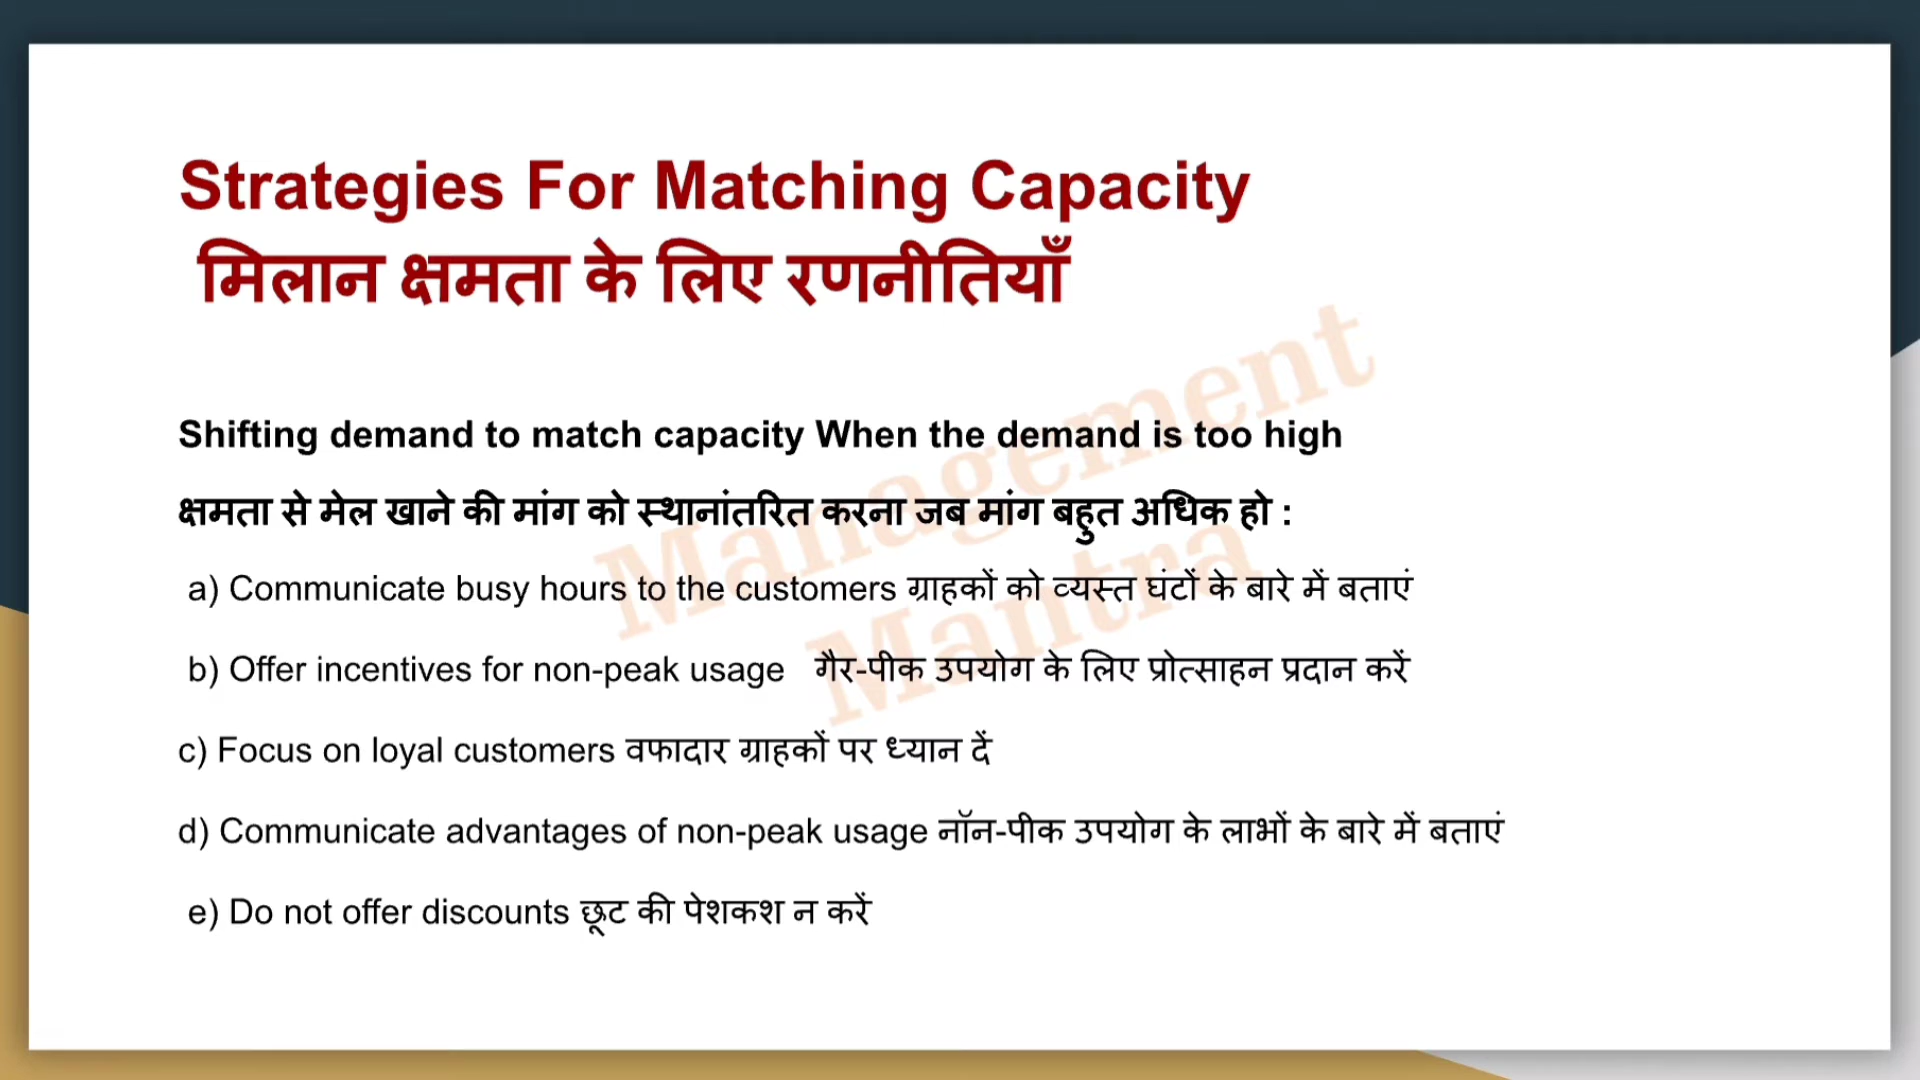 Strategies For Matching Capacity
मिलान क्षमता के लिए रणनीतियाँ
Shifting demand to match capacity When the demand is too high
क्षमता से मेल खाने की मांग को स्थानांतरित करना जब मांग बहुत अधिक हो :
a) Communicate busy hours to the customers ग्राहकों को व्यस्त घंटों के बारे में बताएं
b) Offer incentives for non-peak usage गैर-पीक उपयोग के लिए प्रोत्साहन प्रदान करें
c) Focus on loyal customers वफादार ग्राहकों पर ध्यान दें
d) Communicate advantages of non-peak usage नॉन-पीक उपयोग के लाभों के बारे में बताएं
e) Do not offer discounts छूट की पेशकश न करें
Management
Mantra